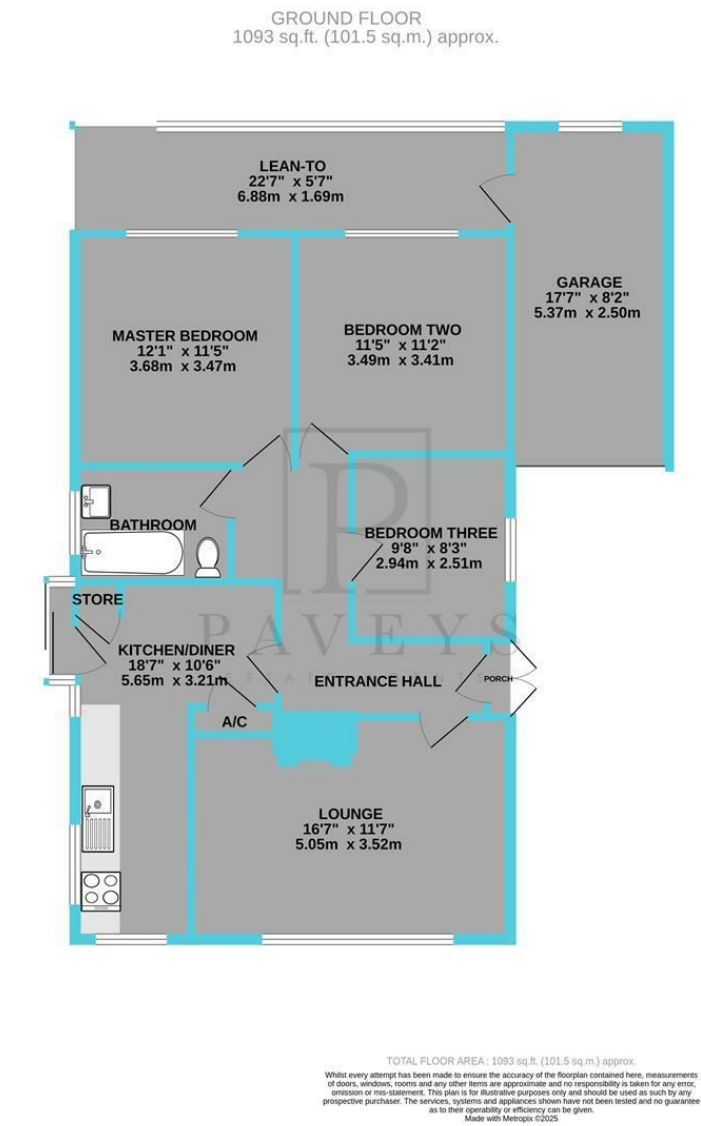 GROUND FLOOR
1093 sq.ft. (101.5 sq.m.) approx.
LEAN-TO
22'7" x 5'7"
6.88m x 1.69m
GARAGE
17'7" x 8'2"
5.37m x 2.50m
MASTER BEDROOM
12'1" x 11'5"
3.68m x 3.47m
BEDROOM TWO
11'5" x 11'2"
3.49m x 3.41m
BATHROOM
BEDROOM THREE
9'8" x 8'3"
2.94m x 2.51m
STORE
PAVEYS
KITCHEN/DINER
18'7" x 10'6"
5.65m x 3.21m
ENTRANCE HALL
PORCH
A/C
LOUNGE
16'7" x 11'7"
5.05m x 3.52m
TOTAL FLOOR AREA : 1093 sq.ft. (101.5 sq.m.) approx.
Whilst every attempt has been made to ensure the accuracy of the floorplan contained here, measurements
of doors, windows, rooms and any other items are approximate and no responsibility is taken for any error,
omission or mis-statement. This plan is for illustrative purposes only and should be used as such by any
prospective purchaser. The services, systems and appliances shown have not been tested and no guarantee
as to their operability or efficiency can be given.
Made with Metropix ©2025